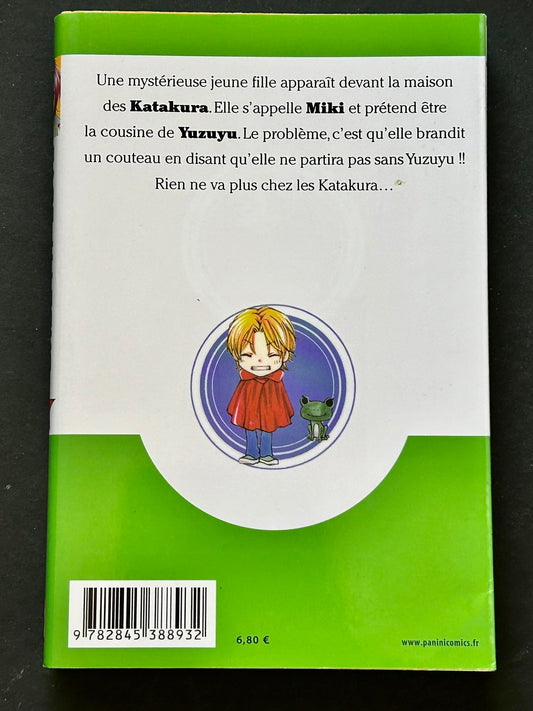 Une mystérieuse jeune fille apparaît devant la maison
des Katakura. Elle s'appelle Miki et prétend être
la cousine de Yuzuyu. Le problème, c'est qu'elle brandit
un couteau en disant qu'elle ne partira pas sans Yuzuyu !!
Rien ne va plus chez les Katakura...
9 782845 388932
6,80 €
www.paninicomics.fr